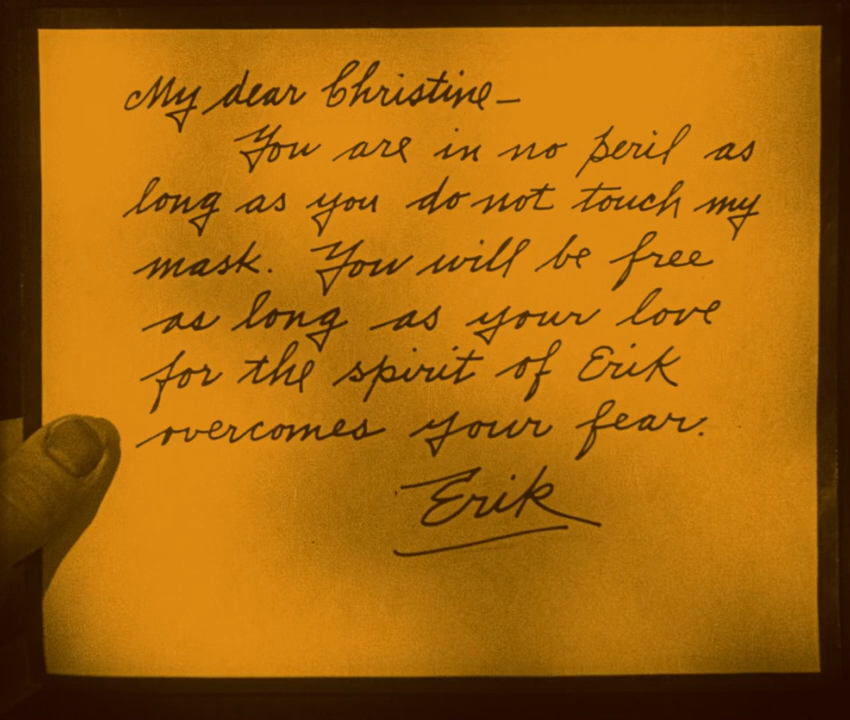 My dear Christine—
You are in no peril as
long as you do not touch my
mask. You will be free
as long as your love
for the spirit of Erik
overcomes your fear.
Erik